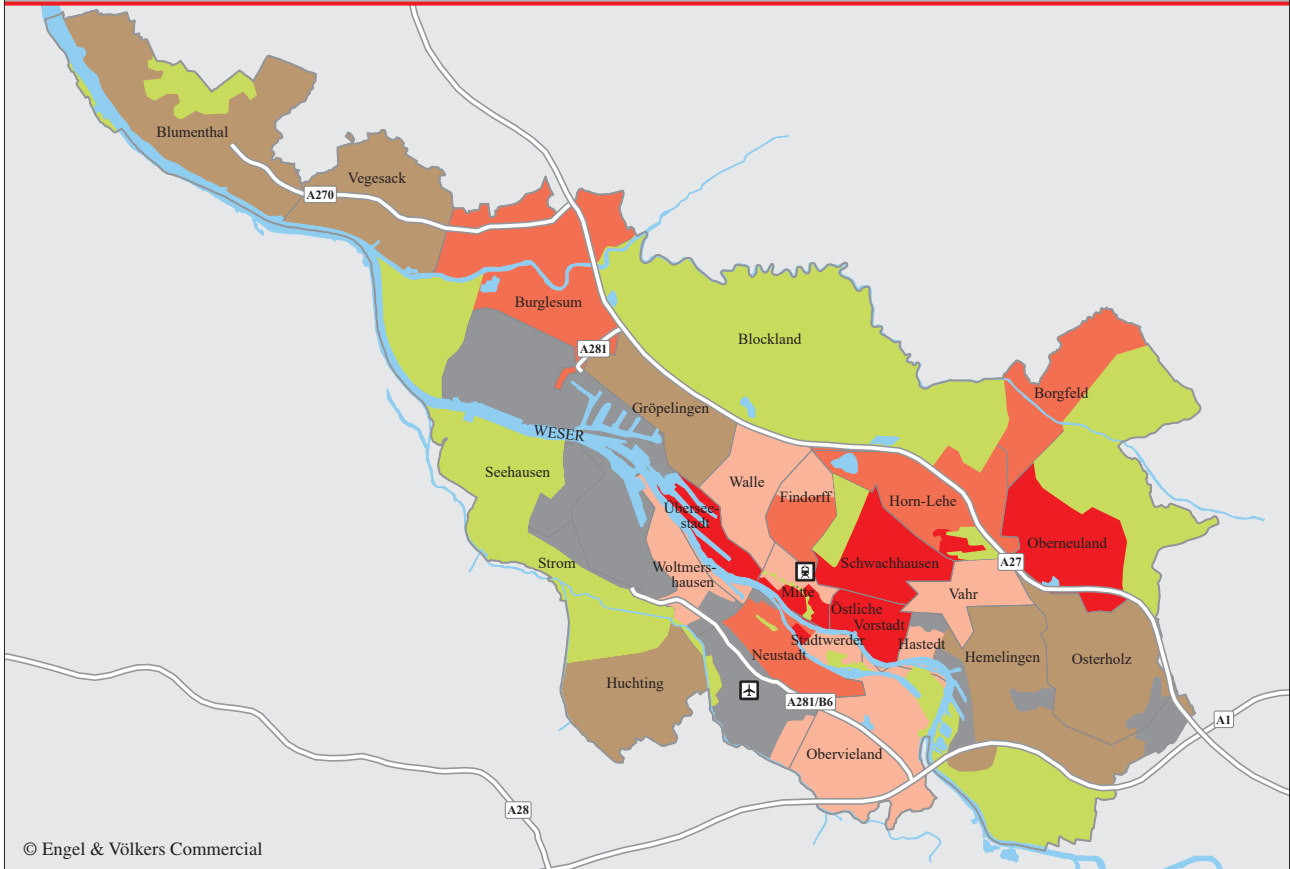 Blumenthal
Vegesack
A270
Burglesum
A281
Blockland
Borgfeld
Gröpelingen
WESER
Seehausen
Walle
Findorff
Horn-Lehe
Übersee-
stadt
Oberneuland
Strom
Woltmers-
hausen
Schwachhausen
A27
Mitte
Vahr
Östliche
Vorstadt
Stadtwerder
Hastedt
Neustadt
Hemelingen
Osterholz
Huchting
A281/B6
A1
Obervieland
A28
© Engel & Völkers Commercial